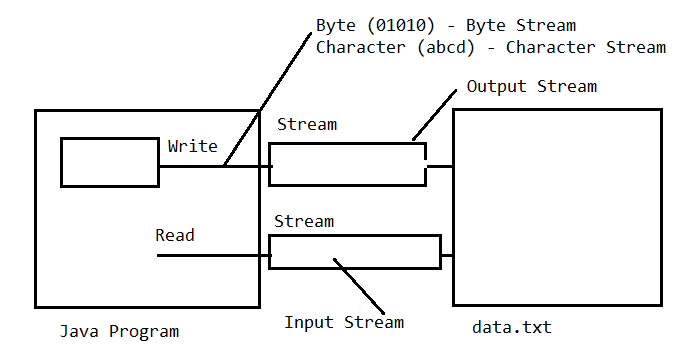 Byte (01010) - Byte Stream
Character (abcd) - Character Stream
Output Stream
Stream
Write
Stream
Read
Input Stream
Java Program
data.txt